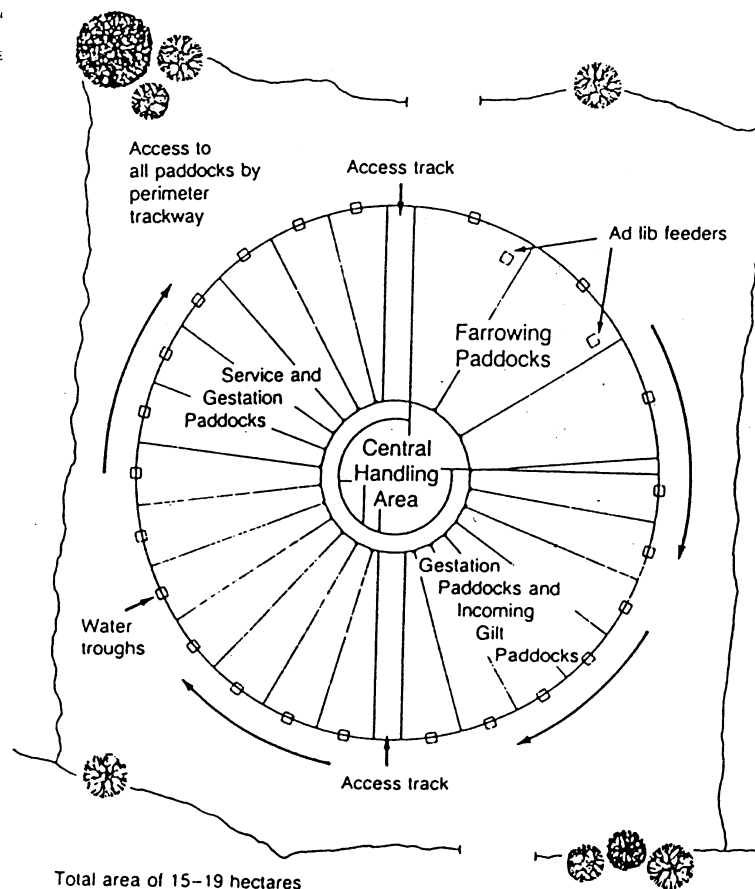 Access to
all paddocks by
perimeter
trackway
Access track
Ad lib feeders
Farrowing
Paddocks
Service and
Gestation
Paddocks
Central
Handling
Area
Gestation
Paddocks and
Incoming
Gilt
Paddocks
Water
troughs
Access track
Total area of 15–19 hectares